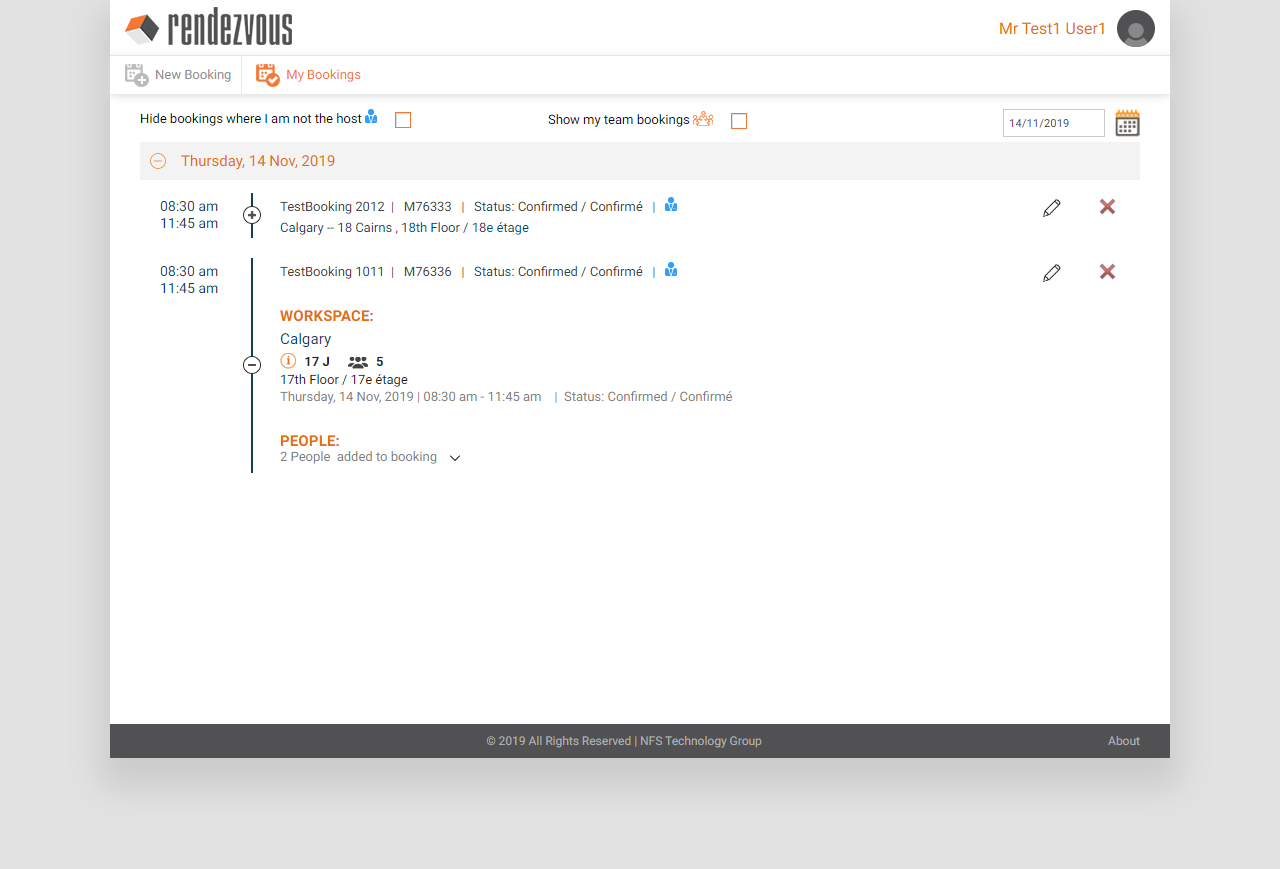 rendezvous
Mr Test1 User1
New Booking
My Bookings
Hide bookings where I am not the host
Show my team bookings
14/11/2019
Thursday, 14 Nov, 2019
08:30 am
11:45 am
TestBooking 2012 | M76333 | Status: Confirmed / Confirmé |
Calgary -- 18 Cairns , 18th Floor / 18e étage
08:30 am
11:45 am
TestBooking 1011 | M76336 | Status: Confirmed / Confirmé |
WORKSPACE:
Calgary
17 J 5
17th Floor / 17e étage
Thursday, 14 Nov, 2019 | 08:30 am - 11:45 am | Status: Confirmed / Confirmé
PEOPLE:
2 People added to booking
© 2019 All Rights Reserved | NFS Technology Group
About